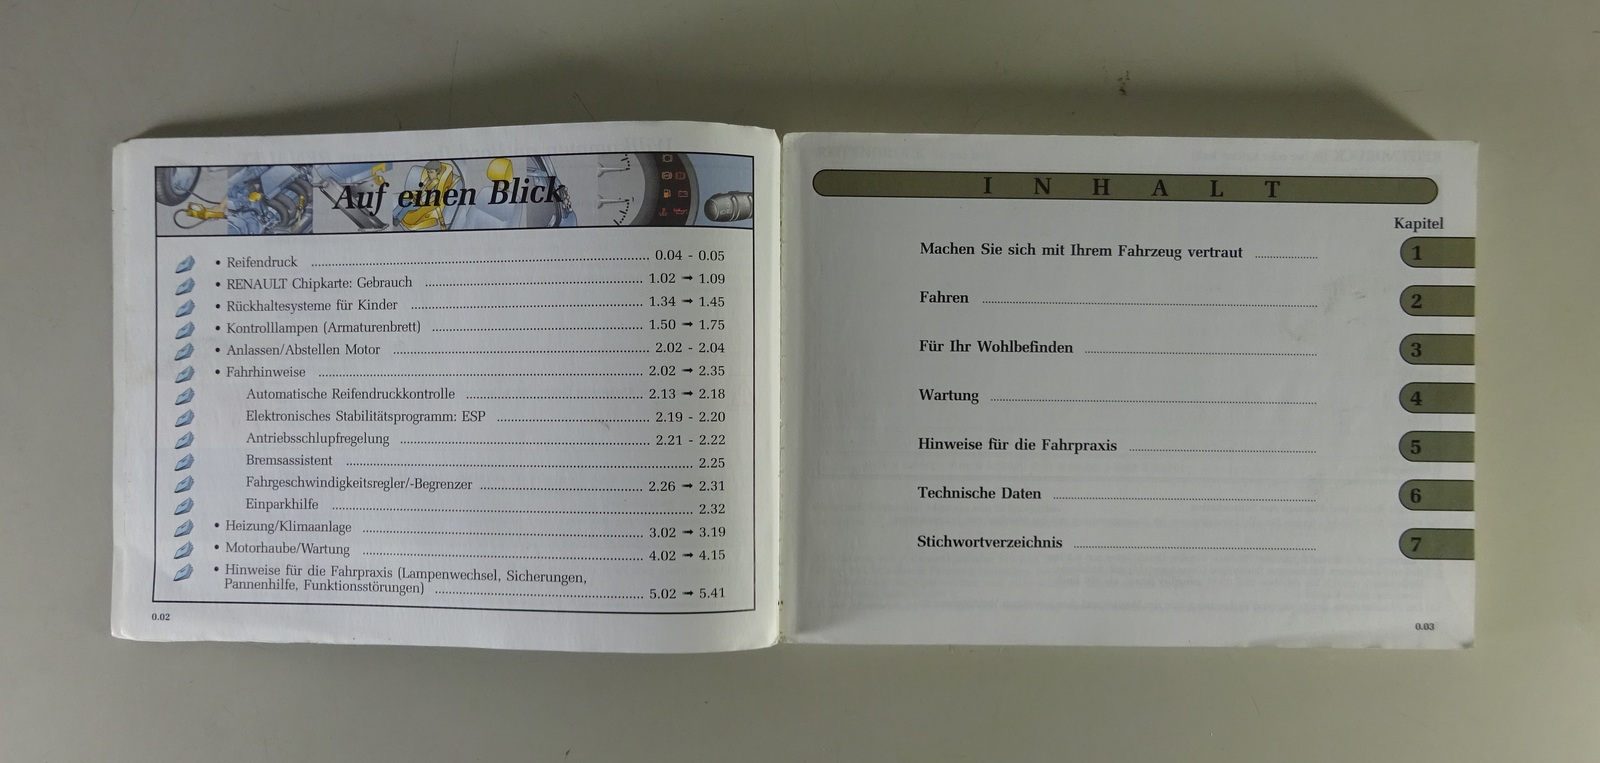 Auf einen Blick
• Reifendruck ........ 0.04 - 0.05
• RENAULT Chipkarte: Gebrauch ........ 1.02 ➞ 1.09
• Rückhaltesysteme für Kinder ........ 1.34 ➞ 1.45
• Kontrolllampen (Armaturenbrett) ........ 1.50 ➞ 1.75
• Anlassen/Abstellen Motor ........ 2.02 - 2.04
• Fahrhinweise ........ 2.02 ➞ 2.35
Automatische Reifendruckkontrolle ........ 2.13 ➞ 2.18
Elektronisches Stabilitätsprogramm: ESP ........ 2.19 - 2.20
Antriebsschlupfregelung ........ 2.21 - 2.22
Bremsassistent ........ 2.25
Fahrgeschwindigkeitsregler/-Begrenzer ........ 2.26 ➞ 2.31
Einparkhilfe ........ 2.32
• Heizung/Klimaanlage ........ 3.02 ➞ 3.19
• Motorhaube/Wartung ........ 4.02 ➞ 4.15
• Hinweise für die Fahrpraxis (Lampenwechsel, Sicherungen,
Pannenhilfe, Funktionsstörungen) ........ 5.02 ➞ 5.41
0.02
INHALT
Kapitel
Machen Sie sich mit Ihrem Fahrzeug vertraut ........ 1
Fahren ........ 2
Für Ihr Wohlbefinden ........ 3
Wartung ........ 4
Hinweise für die Fahrpraxis ........ 5
Technische Daten ........ 6
Stichwortverzeichnis ........ 7
0.03